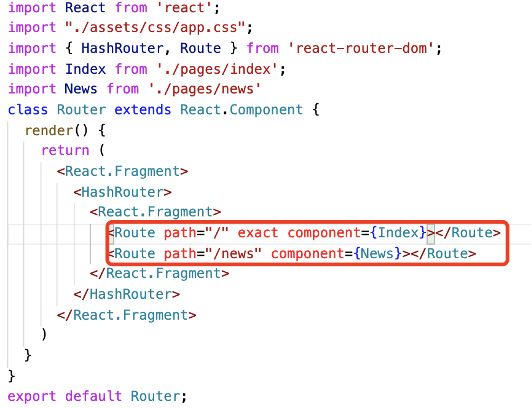 import React from 'react';
import "./assets/css/app.css";
import { HashRouter, Route } from 'react-router-dom';
import Index from './pages/index';
import News from './pages/news'
class Router extends React.Component {
render() {
return (
<React.Fragment>
<HashRouter>
<React.Fragment>
<Route path="/" exact component={Index}></Route>
<Route path="/news" component={News}></Route>
</React.Fragment>
</HashRouter>
</React.Fragment>
)
}
}
export default Router;